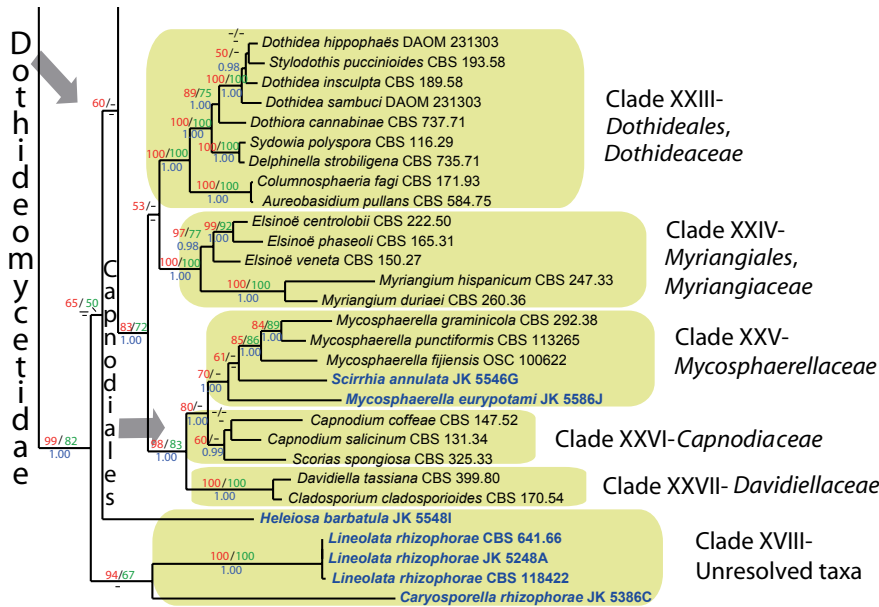 Dothideomycetidae
Capnodiales
-/-
–
Dothidea hippophaës DAOM 231303
50/-
0.98
Stylodothis puccinioides CBS 193.58
100/100
1.00
Dothidea insculpta CBS 189.58
89/75
1.00
Dothidea sambuci DAOM 231303
60/-
–
Dothiora cannabinae CBS 737.71
100/100
1.00
Sydowia polyspora CBS 116.29
100/100
1.00
Delphinella strobiligena CBS 735.71
100/100
1.00
Columnosphaeria fagi CBS 171.93
100/100
1.00
Aureobasidium pullans CBS 584.75
Clade XXIII-
Dothideales,
Dothideaceae
53/-
–
Elsinoë centrolobii CBS 222.50
99/92
1.00
Elsinoë phaseoli CBS 165.31
97/77
0.98
Elsinoë veneta CBS 150.27
100/100
1.00
Myriangium hispanicum CBS 247.33
100/100
1.00
Myriangium duriaei CBS 260.36
Clade XXIV-
Myriangiales,
Myriangiaceae
65/50
–
83/72
1.00
Mycosphaerella graminicola CBS 292.38
84/89
1.00
Mycosphaerella punctiformis CBS 113265
85/86
1.00
Mycosphaerella fijiensis OSC 100622
61/-
–
Scirrhia annulata JK 5546G
70/-
1.00
Mycosphaerella eurypotami JK 5586J
Clade XXV-
Mycosphaerellaceae
80/-
1.00
-/-
–
Capnodium coffeae CBS 147.52
60/-
0.99
Capnodium salicinum CBS 131.34
Scorias spongiosa CBS 325.33
Clade XXVI-Capnodiaceae
99/82
1.00
98/83
1.00
Davidiella tassiana CBS 399.80
100/100
1.00
Cladosporium cladosporioides CBS 170.54
Clade XXVII- Davidiellaceae
Heleiosa barbatula JK 5548I
Lineolata rhizophorae CBS 641.66
100/100
1.00
Lineolata rhizophorae JK 5248A
Lineolata rhizophorae CBS 118422
94/67
–
Caryosporella rhizophorae JK 5386C
Clade XVIII-
Unresolved taxa